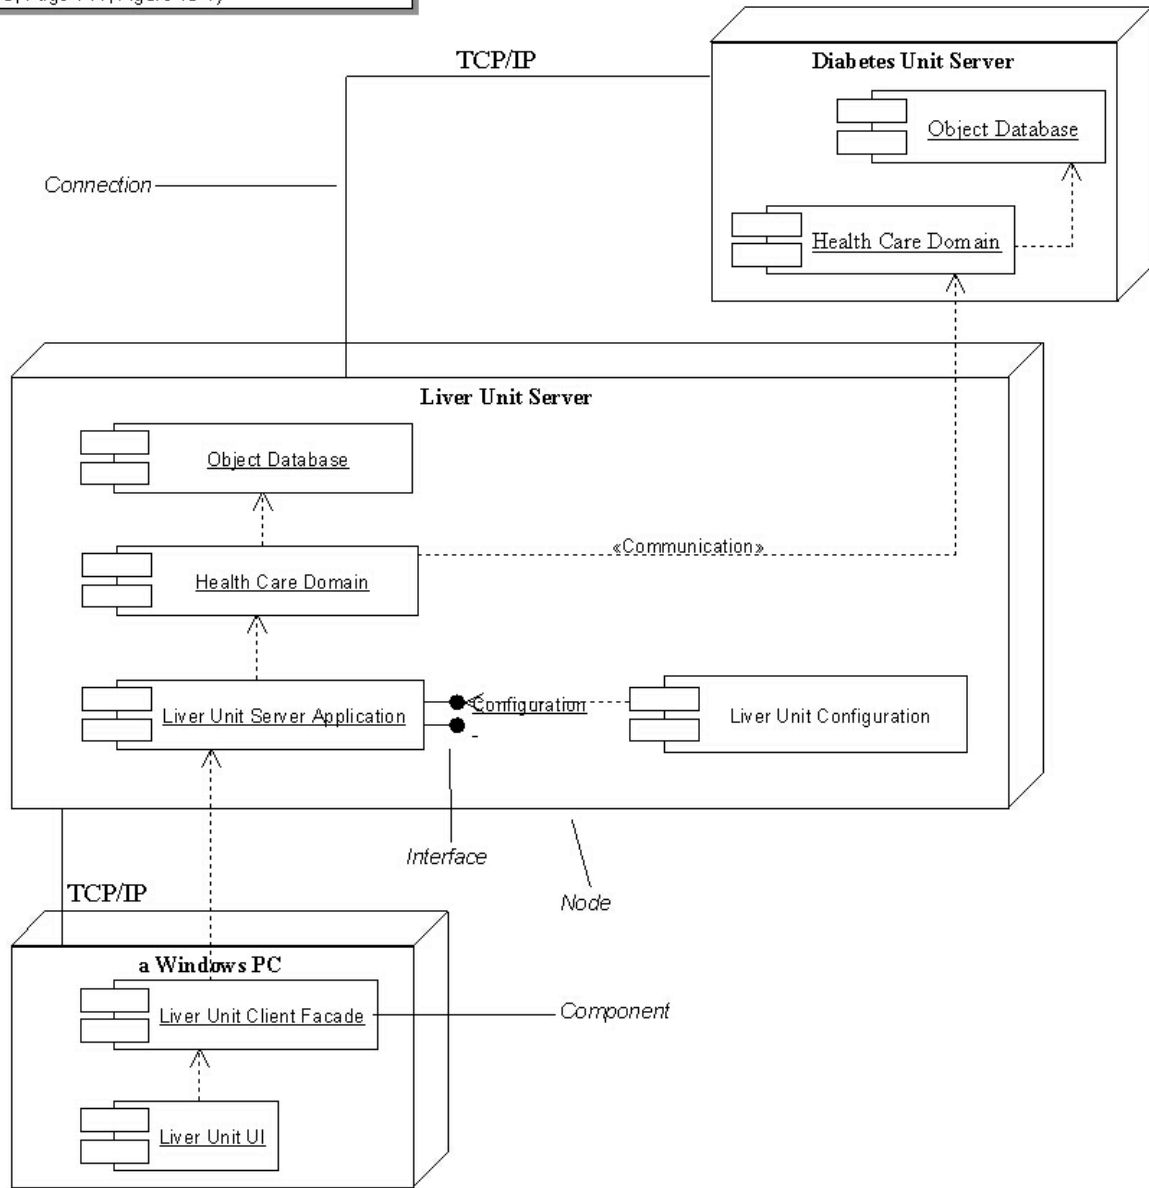 TCP/IP
Diabetes Unit Server
Object Database
Connection
Health Care Domain
Liver Unit Server
Object Database
«Communication»
Health Care Domain
Configuration
Liver Unit Server Application
Liver Unit Configuration
Interface
TCP/IP
Node
a Windows PC
Liver Unit Client Facade
Component
Liver Unit UI